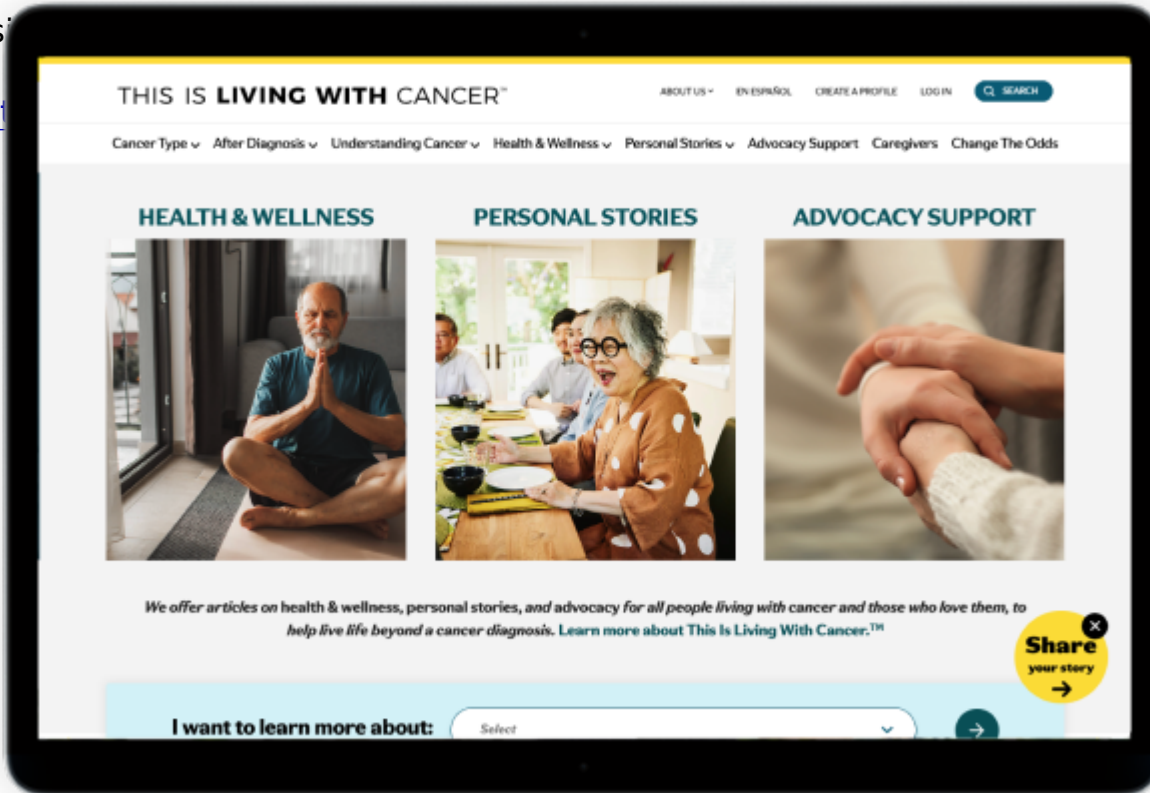 THIS IS LIVING WITH CANCER™
ABOUT US EN ESPAÑOL CREATE A PROFILE LOG IN SEARCH
Cancer Type After Diagnosis Understanding Cancer Health & Wellness Personal Stories Advocacy Support Caregivers Change The Odds
HEALTH & WELLNESS PERSONAL STORIES ADVOCACY SUPPORT
We offer articles on health & wellness, personal stories, and advocacy for all people living with cancer and those who love them, to
help live life beyond a cancer diagnosis. Learn more about This Is Living With Cancer.™
Share
your story
I want to learn more about: Select